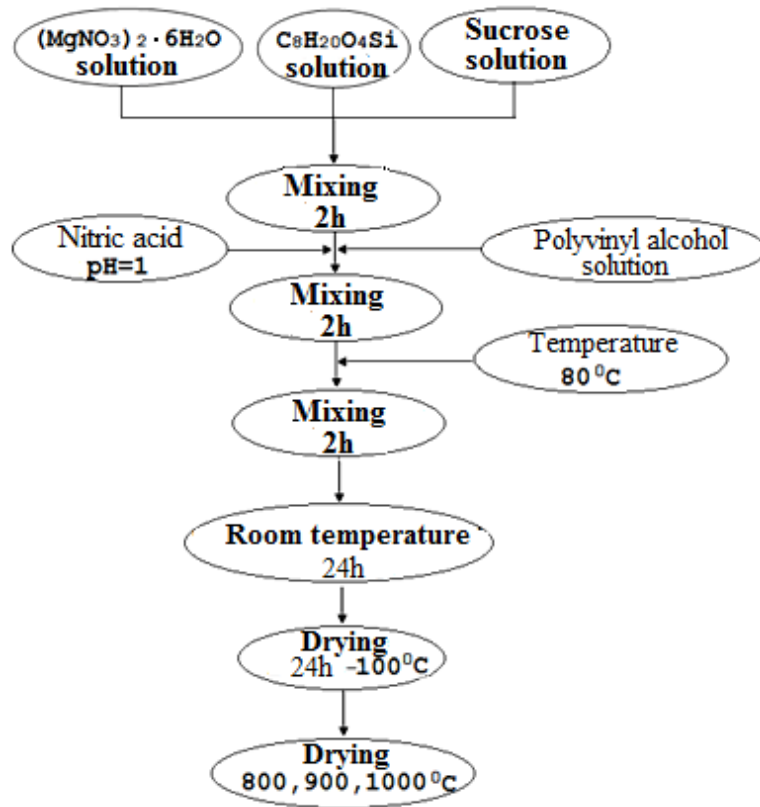 (MgNO₃)₂·6H₂O
solution
C₈H₂₀O₄Si
solution
Sucrose
solution
Mixing
2h
Nitric acid
pH=1
Polyvinyl alcohol
solution
Mixing
2h
Temperature
80⁰C
Mixing
2h
Room temperature
24h
Drying
24h -100⁰C
Drying
800,900,1000⁰C